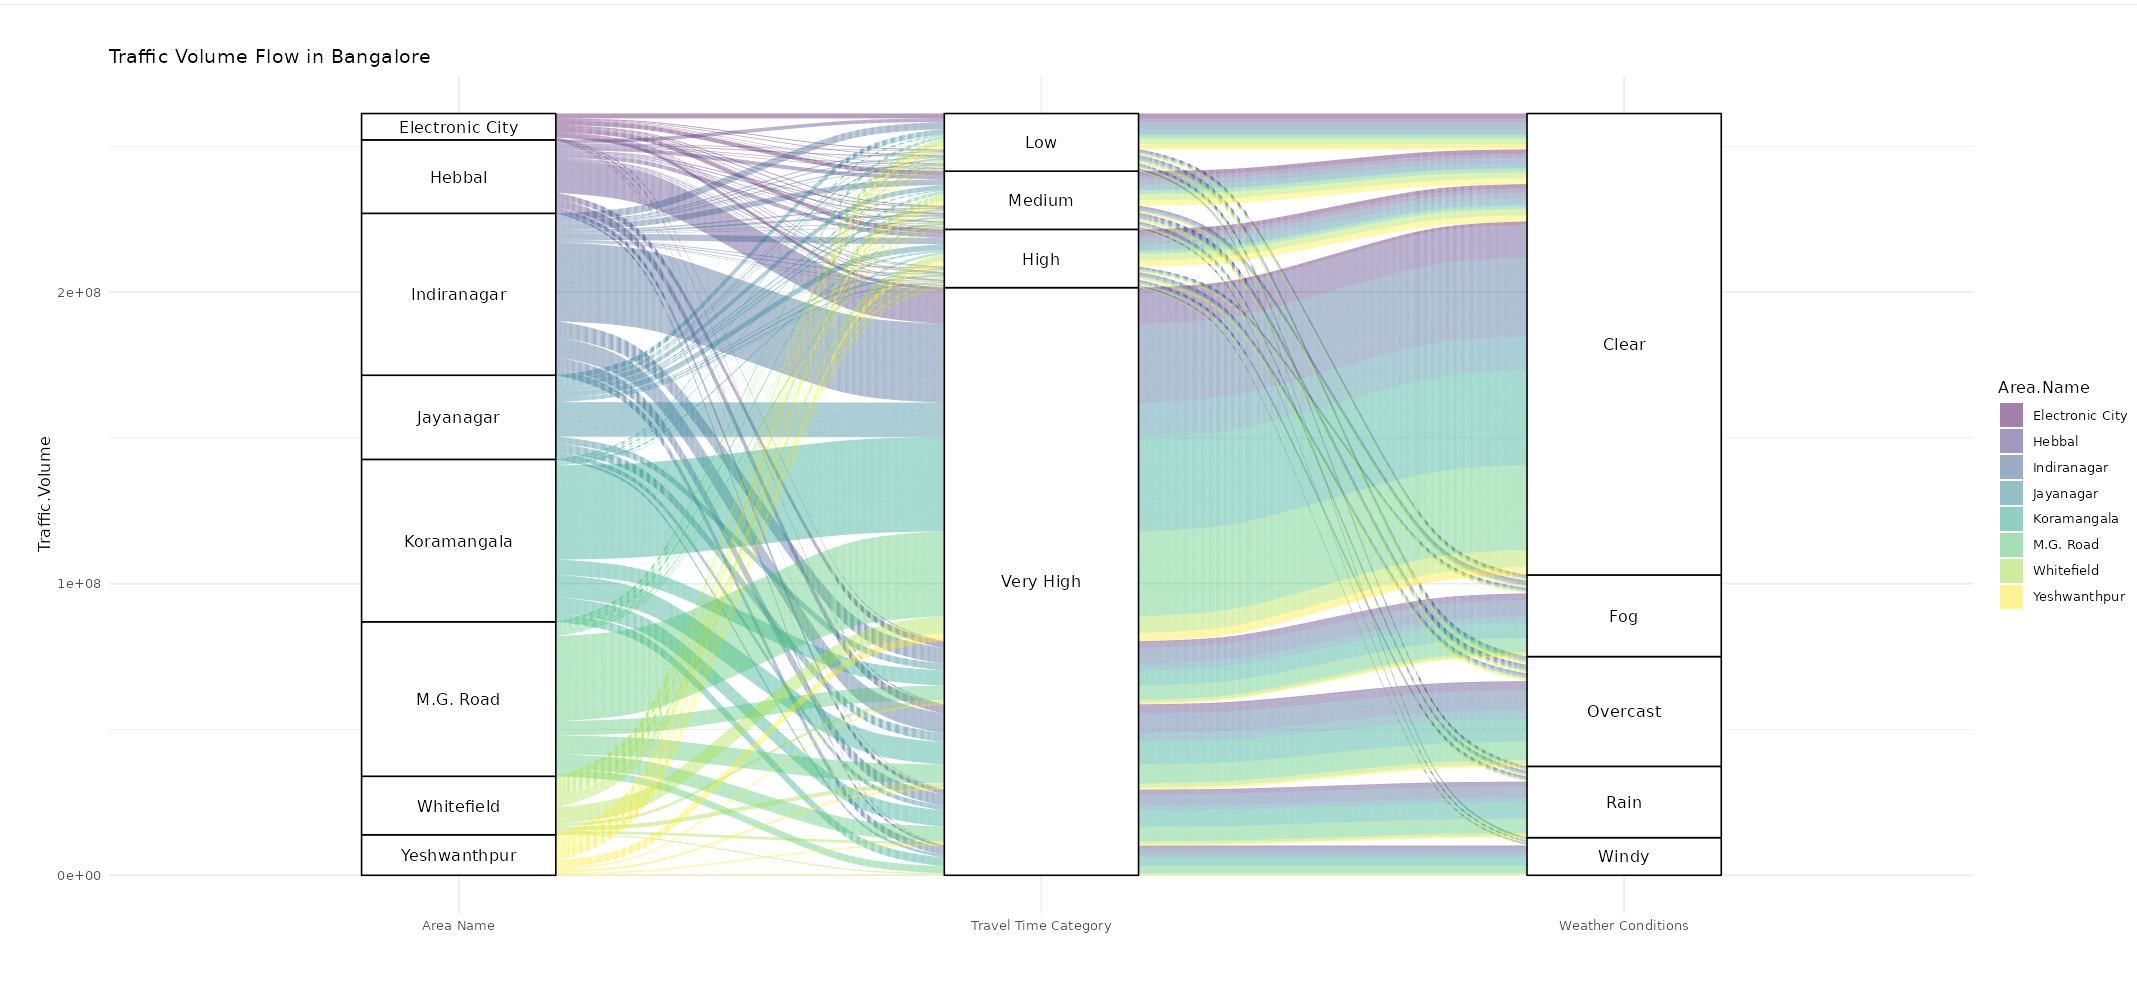 Traffic Volume Flow in Bangalore
Traffic.Volume
2e+08
1e+08
0e+00
Electronic City
Hebbal
Indiranagar
Jayanagar
Koramangala
M.G. Road
Whitefield
Yeshwanthpur
Low
Medium
High
Very High
Clear
Fog
Overcast
Rain
Windy
Area Name
Travel Time Category
Weather Conditions
Area.Name
Electronic City
Hebbal
Indiranagar
Jayanagar
Koramangala
M.G. Road
Whitefield
Yeshwanthpur